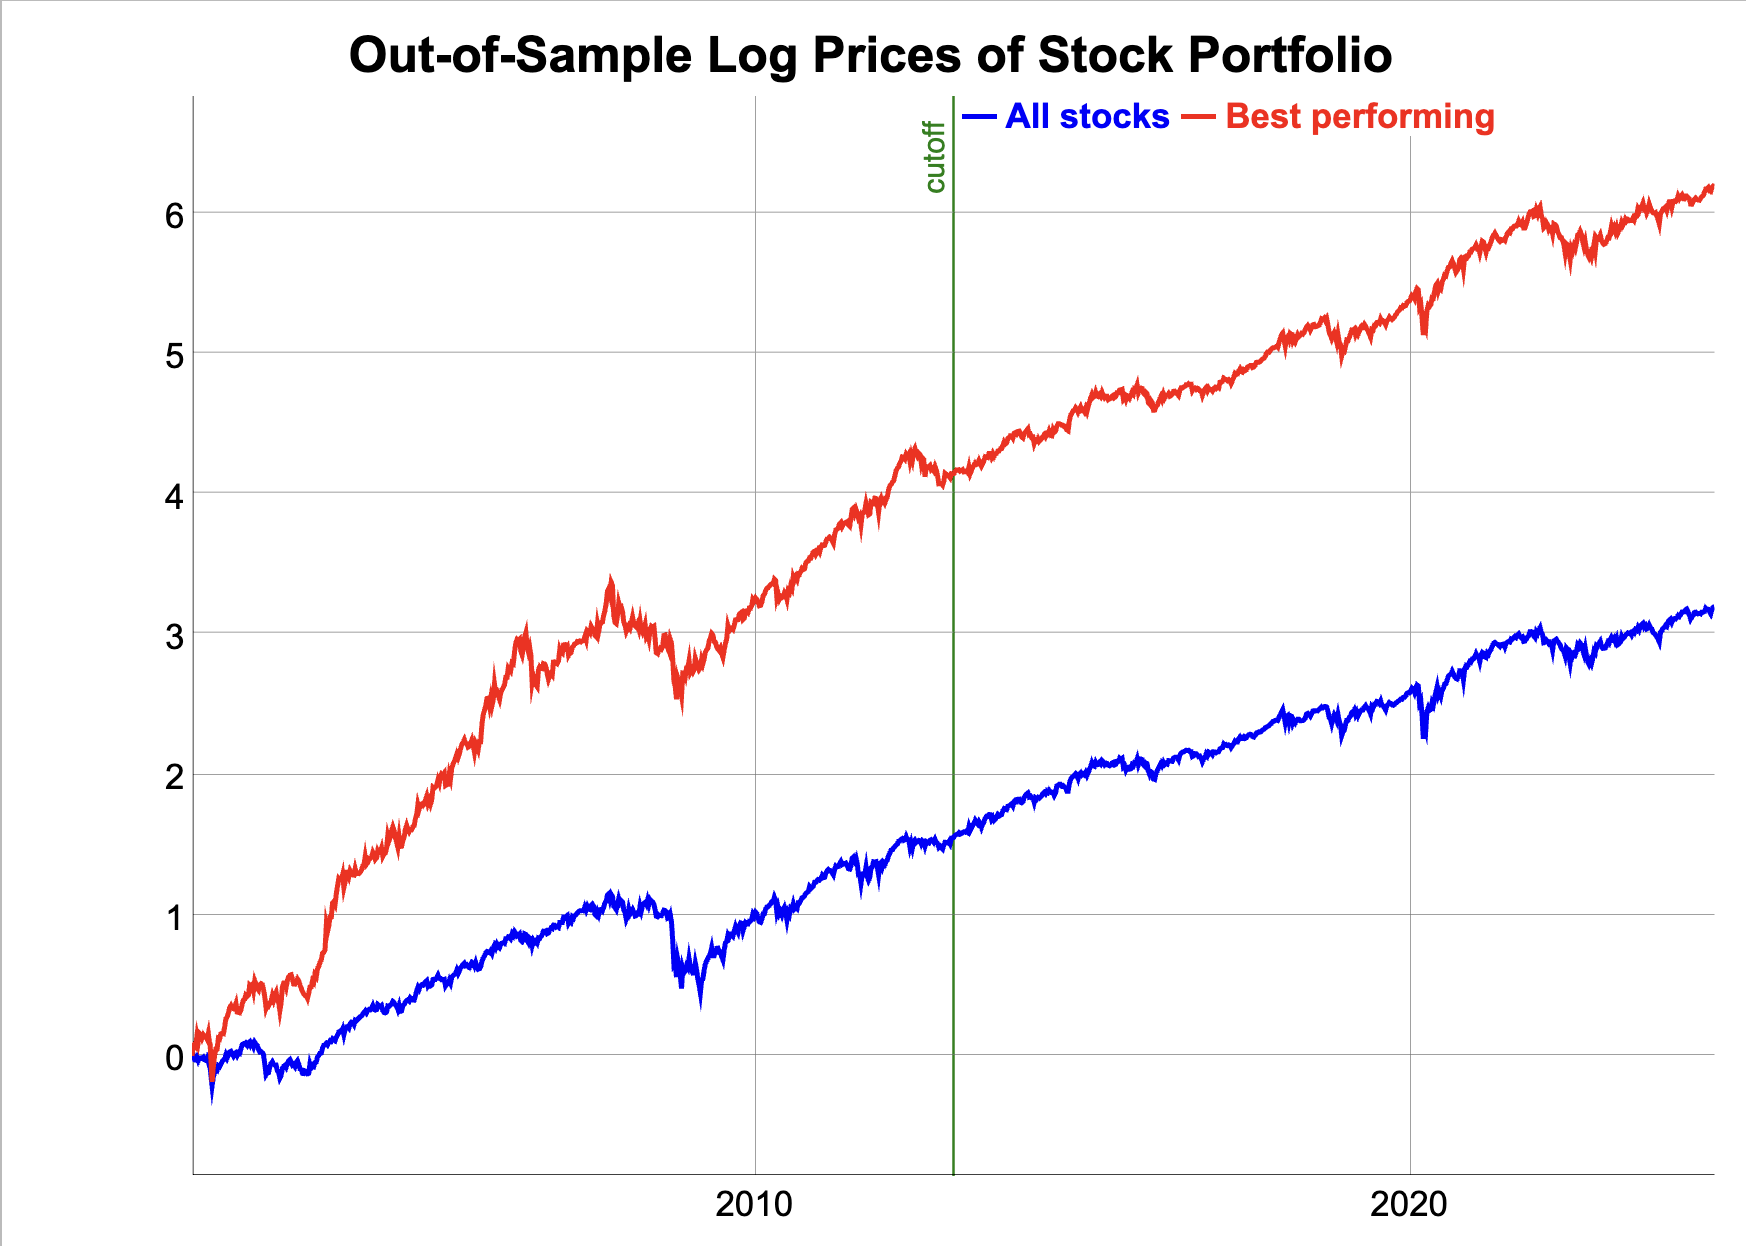 Out-of-Sample Log Prices of Stock Portfolio
cutoff
All stocks
Best performing
6
5
4
3
2
1
0
2010
2020